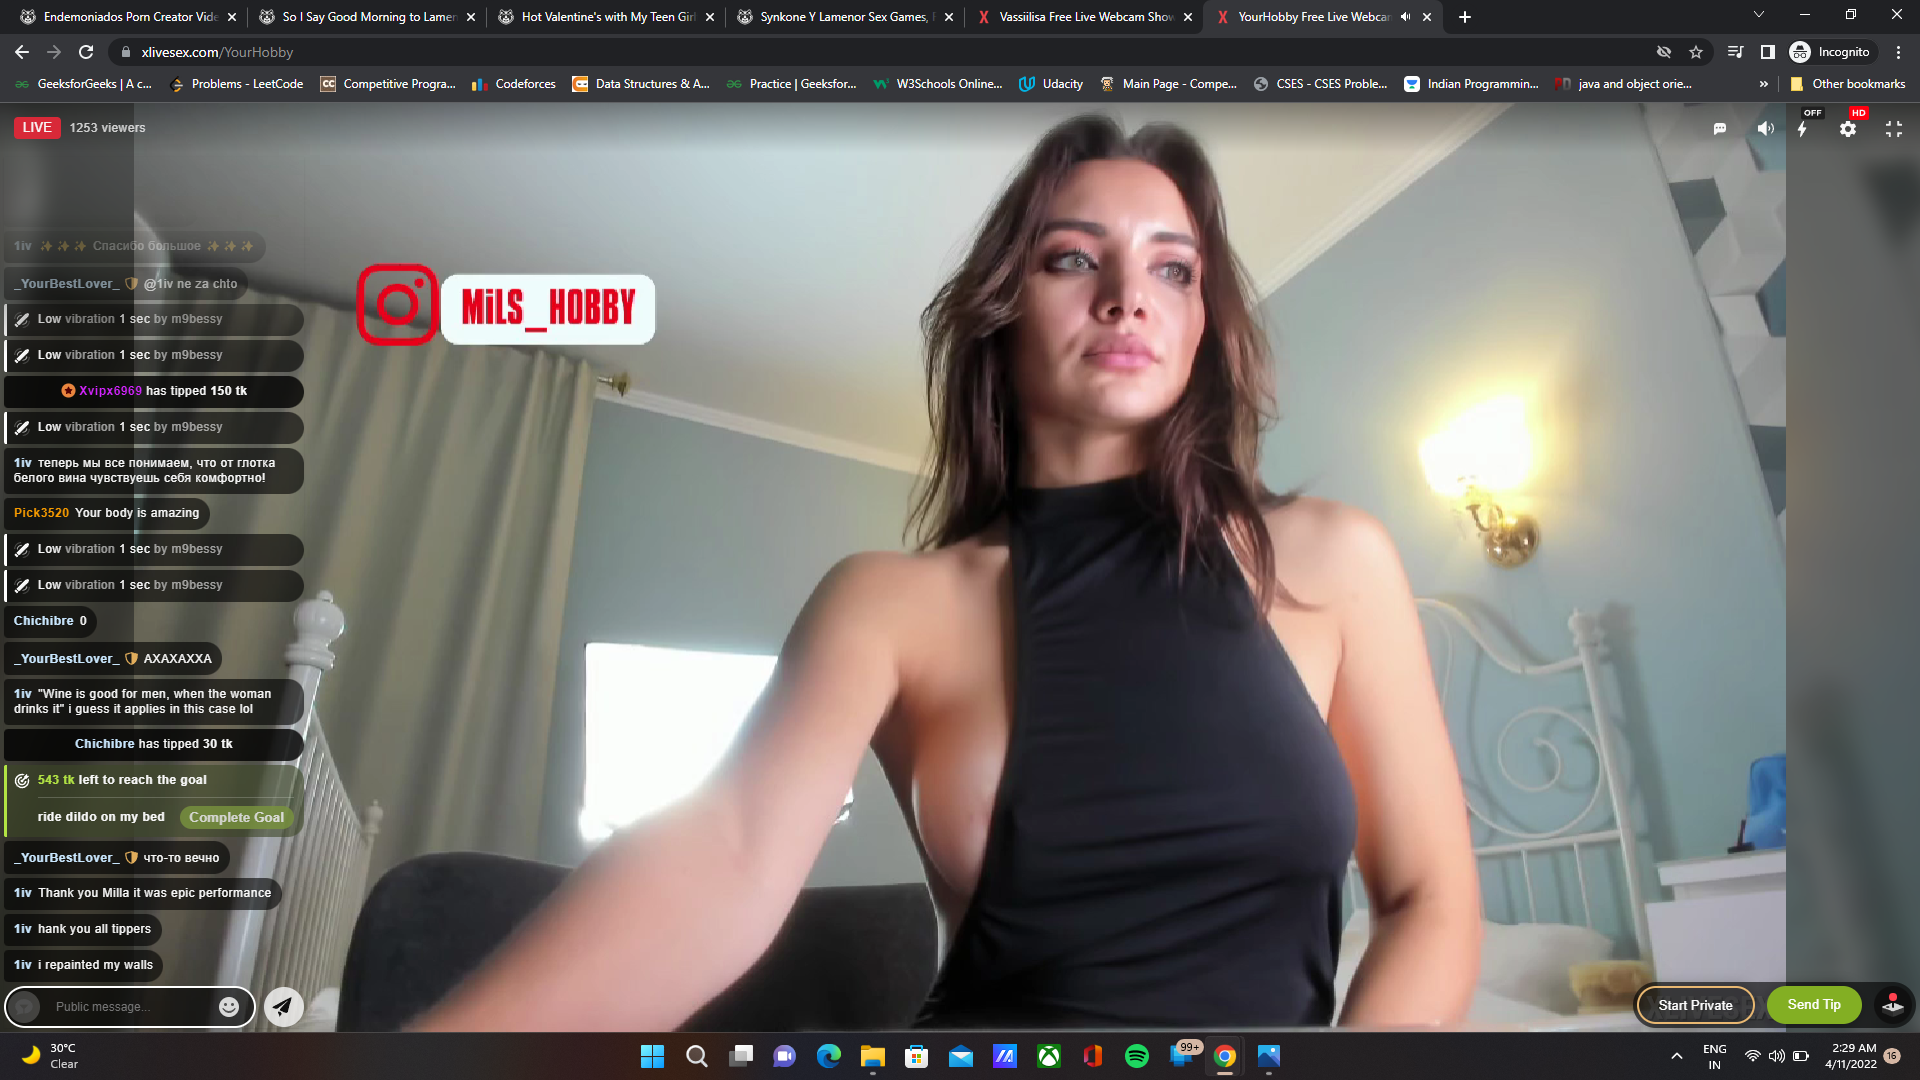 Endemoniados Porn Creator Vide
So I Say Good Morning to Lamen
Hot Valentine's with My Teen Girl
Synkone Y Lamenor Sex Games, F
Vassiilisa Free Live Webcam Show
YourHobby Free Live Webcam
xlivesex.com/YourHobby
Incognito
GeeksforGeeks | A c...
Problems - LeetCode
Competitive Progra...
Codeforces
Data Structures & A...
Practice | Geeksfor...
W3Schools Online...
Udacity
Main Page - Compe...
CSES - CSES Proble...
Indian Programmin...
java and object orie...
Other bookmarks
LIVE 1253 viewers
OFF
HD
1iv ✨✨✨ Спасибо большое ✨✨✨
_YourBestLover_ @1iv ne za chto
MiLS_HOBBY
Low vibration 1 sec by m9bessy
Low vibration 1 sec by m9bessy
Xvipx6969 has tipped 150 tk
Low vibration 1 sec by m9bessy
1iv теперь мы все понимаем, что от глотка
белого вина чувствуешь себя комфортно!
Pick3520 Your body is amazing
Low vibration 1 sec by m9bessy
Low vibration 1 sec by m9bessy
Chichibre 0
_YourBestLover_ AXAXAXXA
1iv "Wine is good for men, when the woman
drinks it" i guess it applies in this case lol
Chichibre has tipped 30 tk
543 tk left to reach the goal
ride dildo on my bed Complete Goal
_YourBestLover_ что-то вечно
1iv Thank you Milla it was epic performance
1iv hank you all tippers
1iv i repainted my walls
Public message...
Start Private
Send Tip
30°C
Clear
99+
ENG
IN
2:29 AM
4/11/2022
16